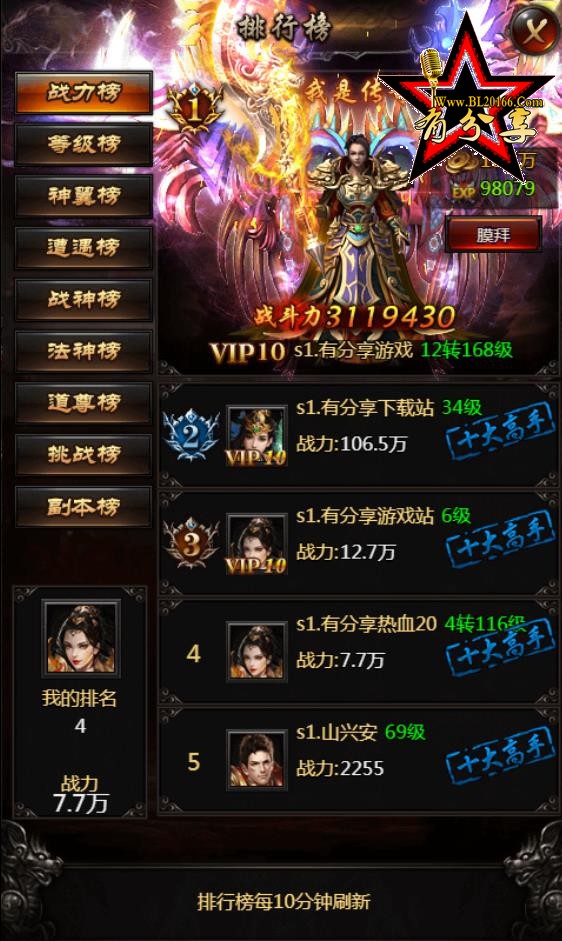 排行榜
战力榜
等级榜
神翼榜
遭遇榜
战神榜
法神榜
道尊榜
挑战榜
副本榜
1
我是传
Www.BL20166.Com
有分享
万
EXP 98079
膜拜
战斗力3119430
VIP10 s1.有分享游戏 12转168级
2
VIP10
s1.有分享下载站 34级
战力:106.5万
十大高手
3
VIP10
s1.有分享游戏站 6级
战力:12.7万
十大高手
4
s1.有分享热血20 4转116级
战力:7.7万
十大高手
5
s1.山兴安 69级
战力:2255
十大高手
我的排名
4
战力
7.7万
排行榜每10分钟刷新